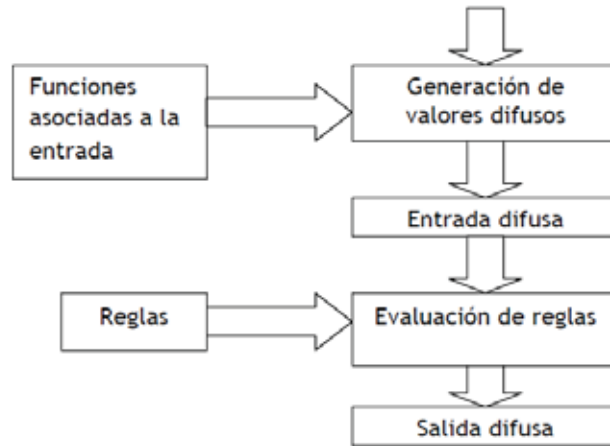 Funciones
asociadas a la
entrada
Generación de
valores difusos
Entrada difusa
Reglas
Evaluación de reglas
Salida difusa